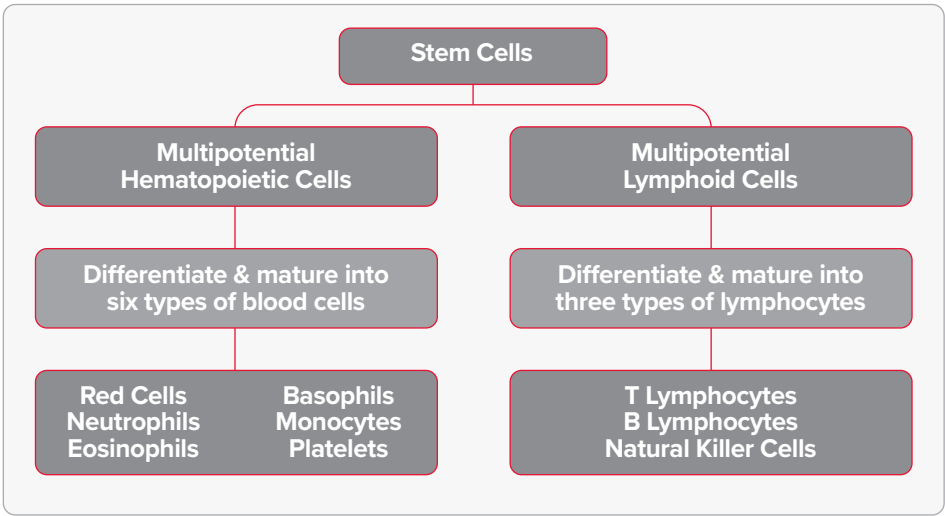 Stem Cells
Multipotential
Hematopoietic Cells
Multipotential
Lymphoid Cells
Differentiate & mature into
six types of blood cells
Differentiate & mature into
three types of lymphocytes
Red Cells
Neutrophils
Eosinophils
Basophils
Monocytes
Platelets
T Lymphocytes
B Lymphocytes
Natural Killer Cells